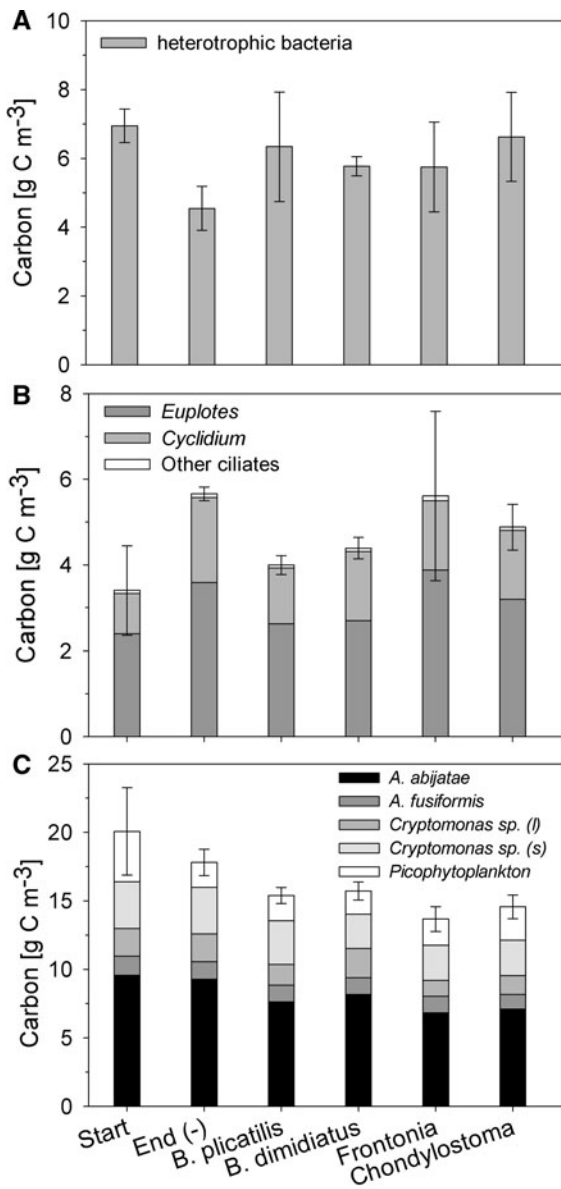 A
10
8
6
4
2
0
Carbon [g C m-3]
heterotrophic bacteria
B
8
6
4
2
0
Carbon [g C m-3]
Euplotes
Cyclidium
Other ciliates
C
25
20
15
10
5
0
Carbon [g C m-3]
A. abijatae
A. fusiformis
Cryptomonas sp. (l)
Cryptomonas sp. (s)
Picophytoplankton
Start
End (-)
B. plicatilis
B. dimidiatus
Frontonia
Chondylostoma